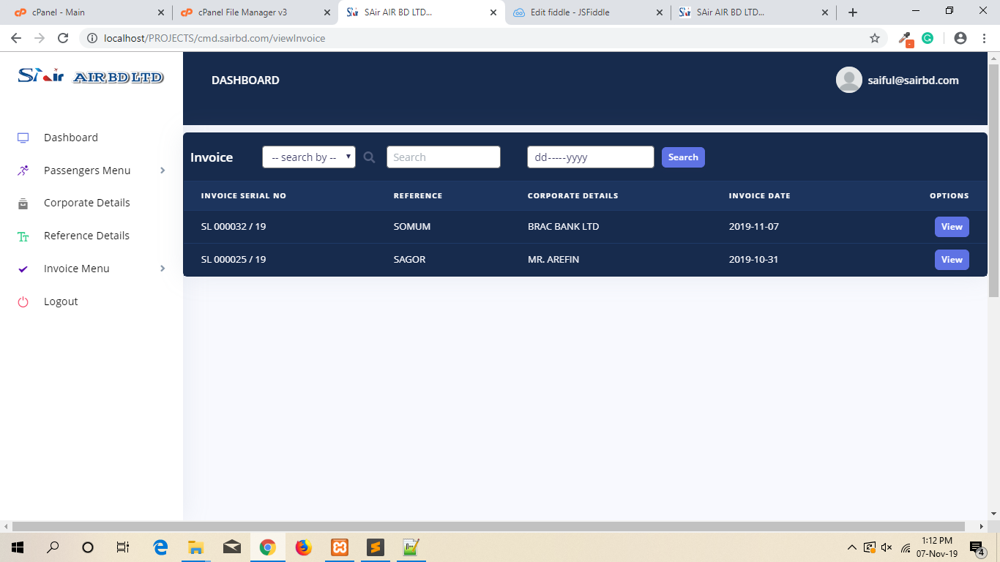 cPanel - Main
cPanel File Manager v3
SAir AIR BD LTD...
Edit fiddle - JSFiddle
SAir AIR BD LTD...
localhost/PROJECTS/cmd.sairbd.com/viewInvoice
SAir AIR BD LTD
DASHBOARD
saiful@sairbd.com
Dashboard
Passengers Menu
Corporate Details
Reference Details
Invoice Menu
Logout
Invoice -- search by -- Search dd-----yyyy Search
INVOICE SERIAL NO REFERENCE CORPORATE DETAILS INVOICE DATE OPTIONS
SL 000032 / 19 SOMUM BRAC BANK LTD 2019-11-07 View
SL 000025 / 19 SAGOR MR. AREFIN 2019-10-31 View
1:12 PM
07-Nov-19
4